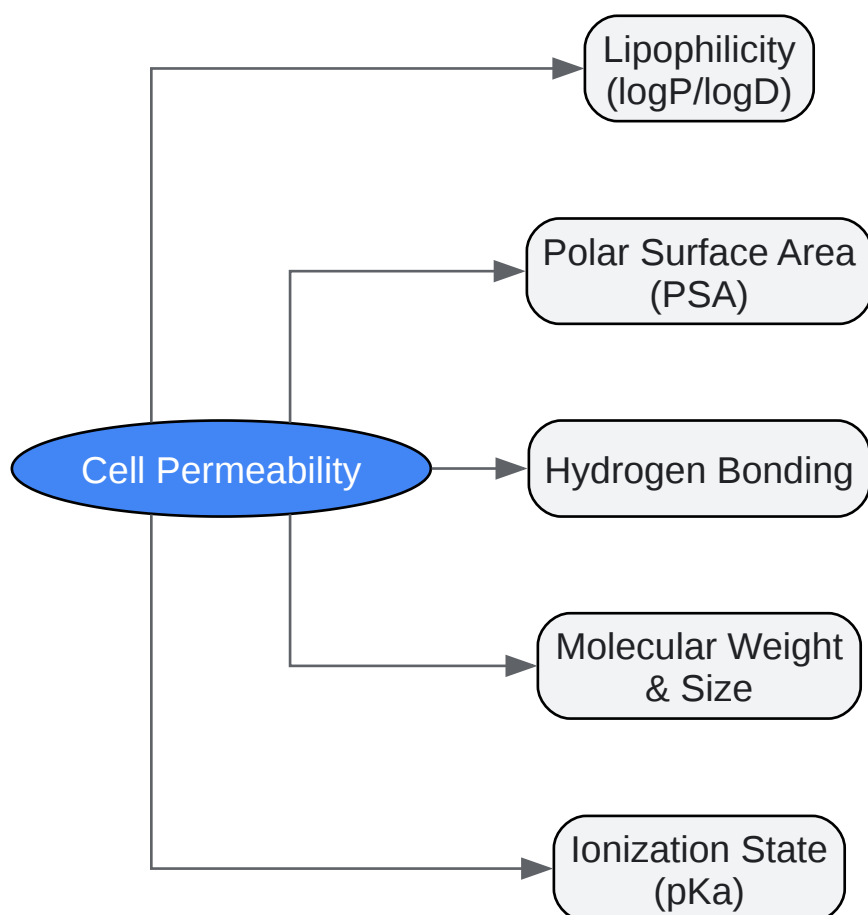 Lipophilicity
(logP/logD)
Polar Surface Area
(PSA)
Cell Permeability
Hydrogen Bonding
Molecular Weight
& Size
Ionization State
(pKa)